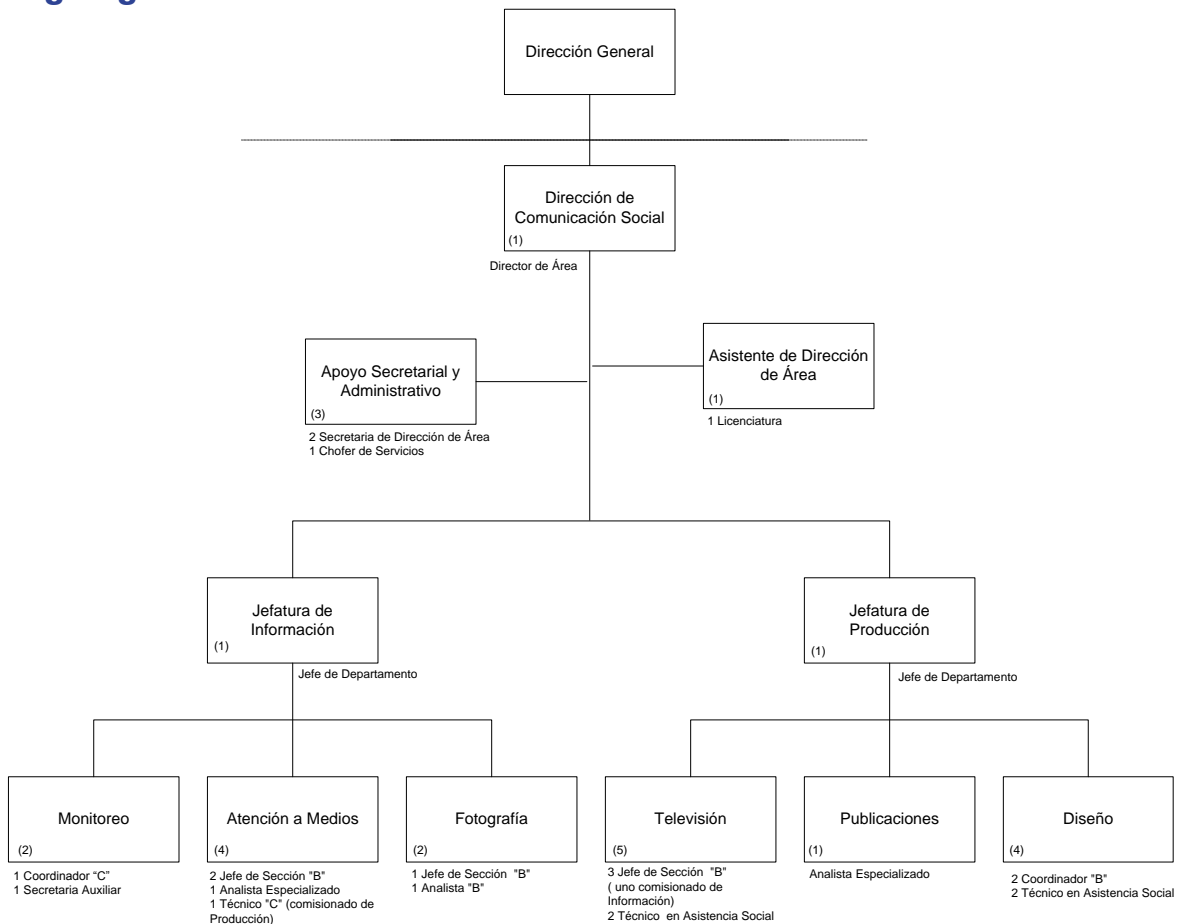 Dirección General
Dirección de
Comunicación Social
(1)
Director de Área
Apoyo Secretarial y
Administrativo
(3)
2 Secretaria de Dirección de Área
1 Chofer de Servicios
Asistente de Dirección
de Área
(1)
1 Licenciatura
Jefatura de
Información
(1)
Jefe de Departamento
Jefatura de
Producción
(1)
Jefe de Departamento
Monitoreo
(2)
1 Coordinador “C”
1 Secretaria Auxiliar
Atención a Medios
(4)
2 Jefe de Sección "B"
1 Analista Especializado
1 Técnico "C" (comisionado de
Producción)
Fotografía
(2)
1 Jefe de Sección "B"
1 Analista "B"
Televisión
(5)
3 Jefe de Sección "B"
( uno comisionado de
Información)
2 Técnico en Asistencia Social
Publicaciones
(1)
Analista Especializado
Diseño
(4)
2 Coordinador "B"
2 Técnico en Asistencia Social